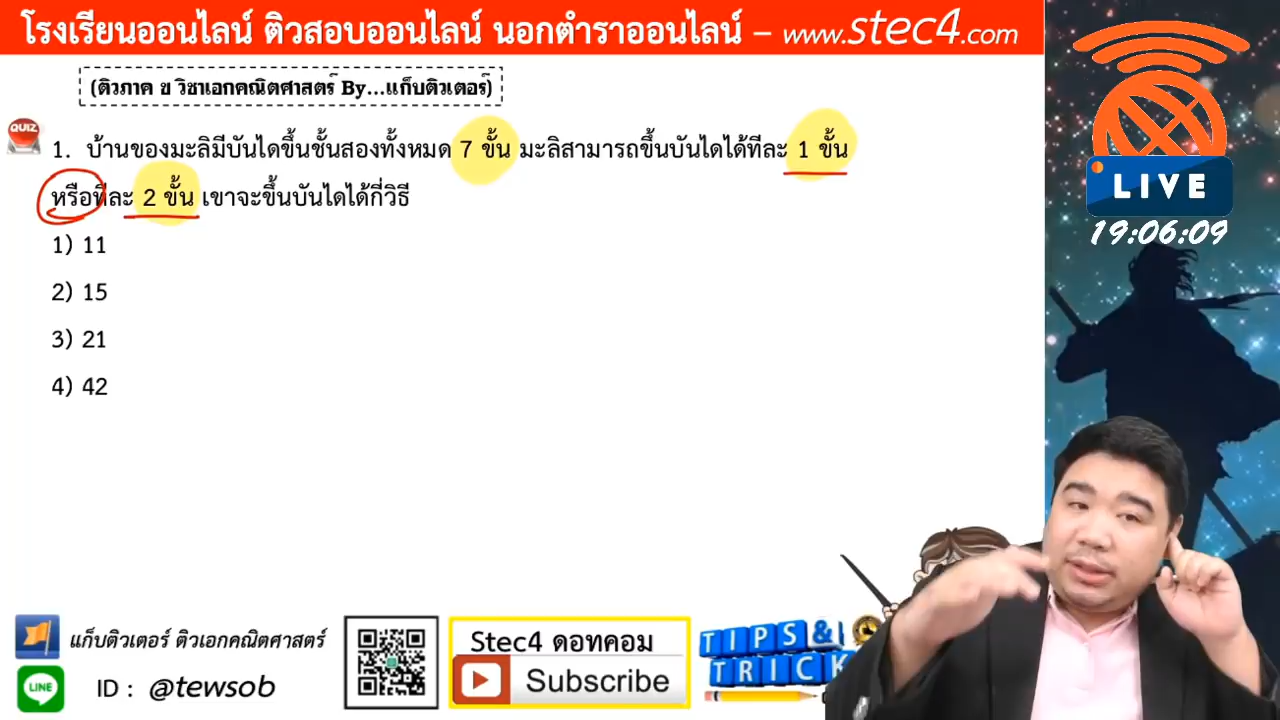 โรงเรียนออนไลน์ ติวสอบออนไลน์ นอกตำราออนไลน์ – www.stec4.com
(ติวภาค ข วิชาเอกคณิตศาสตร์ By...แก็บติวเตอร์)
QUIZ
1. บ้านของมะลิมีบันไดขึ้นชั้นสองทั้งหมด 7 ขั้น มะลิสามารถขึ้นบันไดได้ทีละ 1 ขั้น
หรือทีละ 2 ขั้น เขาจะขึ้นบันไดได้กี่วิธี
1) 11
2) 15
3) 21
4) 42
LIVE
19:06:09
แก็บติวเตอร์ ติวเอกคณิตศาสตร์
LINE
ID : @tewsob
Stec4 ดอทคอม
Subscribe
TIPS &
TRICK